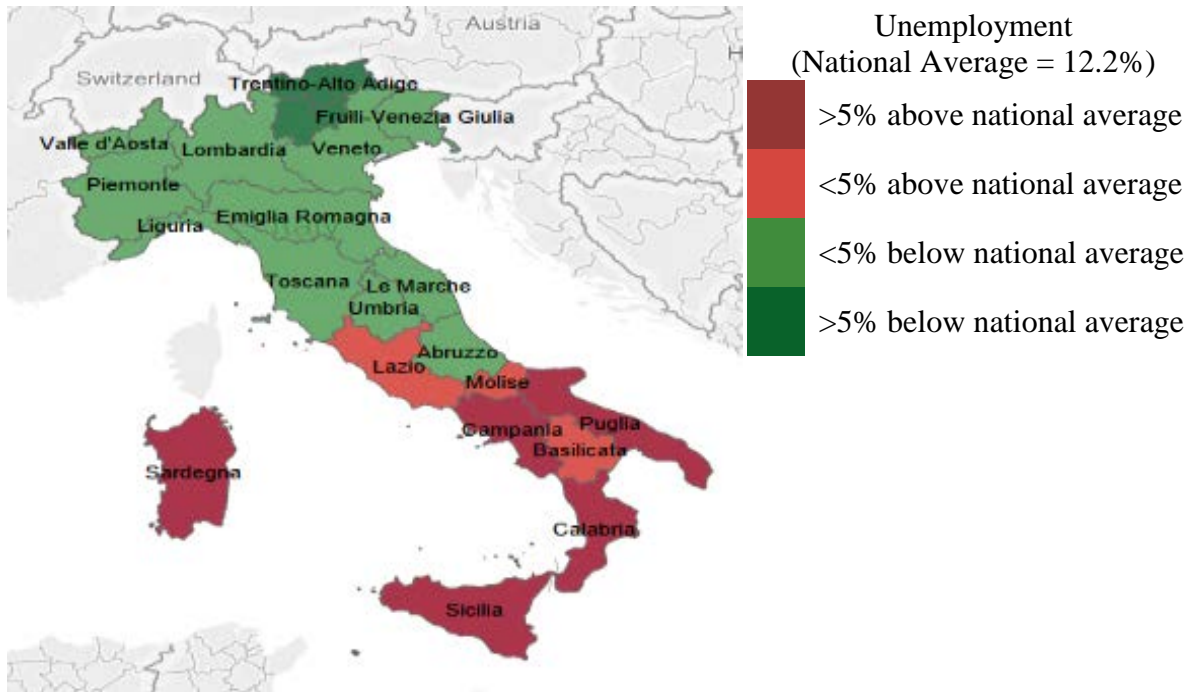 Austria
Switzerland
Trentino-Alto Adige
Fruili-Venezia Giulia
Valle d'Aosta
Lombardia
Veneto
Piemonte
Emiglia Romagna
Liguria
Italy
Toscana
Le Marche
Umbria
Abruzzo
Lazio
Molise
Campania
Puglia
Basilicata
Sardegna
Calabria
Sicilia
Unemployment
(National Average = 12.2%)
>5% above national average
<5% above national average
<5% below national average
>5% below national average